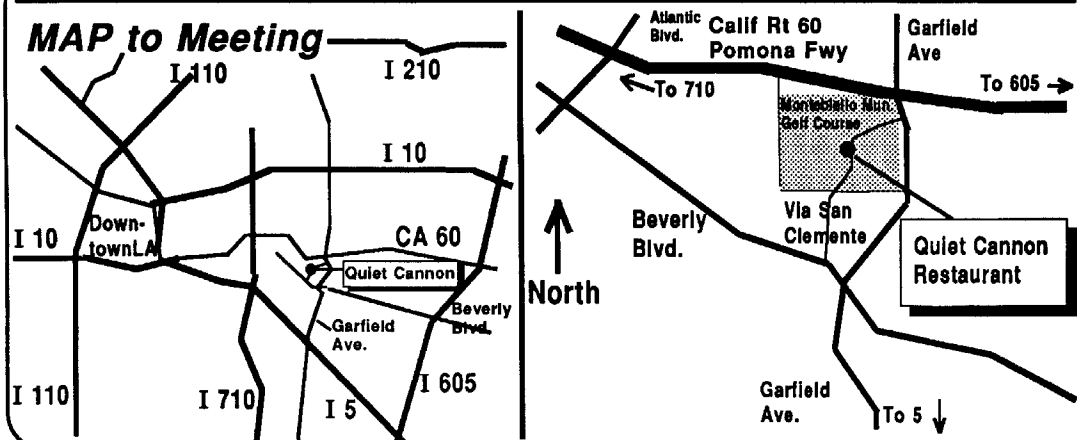 MAP to Meeting
I 110
I 210
I 10
Down-
townLA
I 10
CA 60
Quiet Cannon
Beverly
Blvd.
Garfield
Ave.
I 110
I 710
I 5
I 605
North
Atlantic
Blvd.
Calif Rt 60
Pomona Fwy
Garfield
Ave
To 710
To 605
Montebiello Mun.
Golf Course
Beverly
Blvd.
Via San
Clemente
Quiet Cannon
Restaurant
Garfield
Ave.
To 5